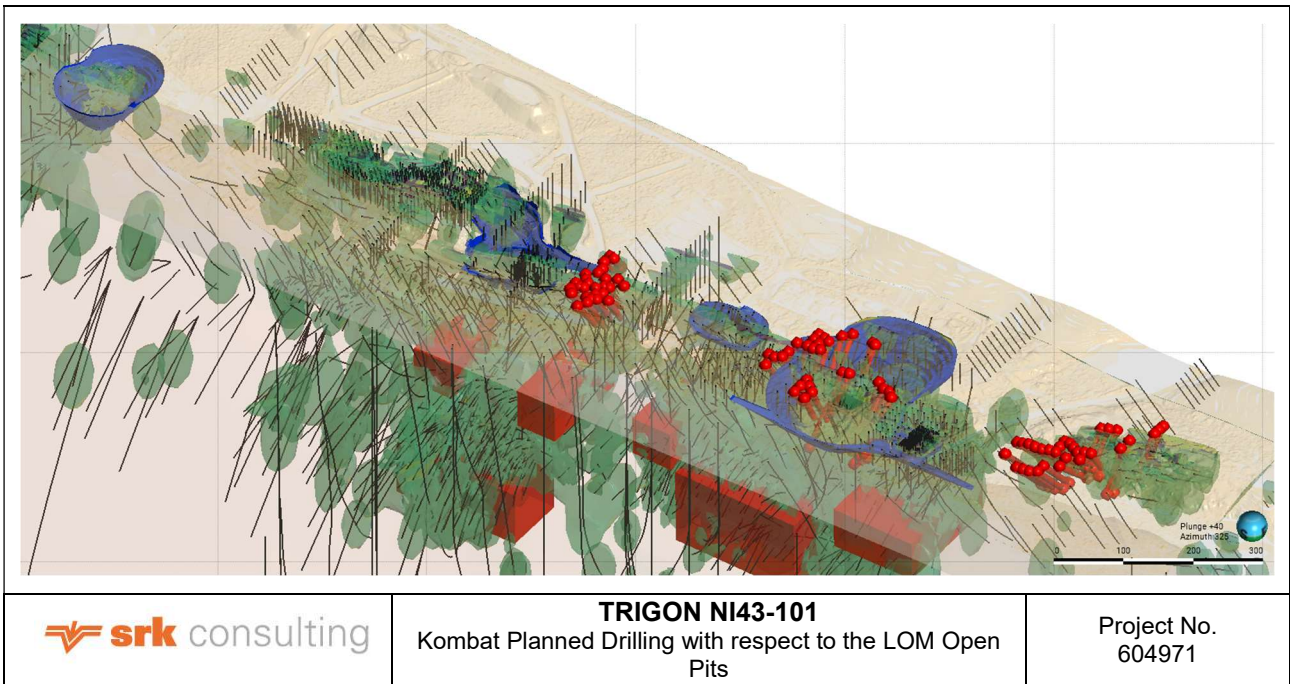 Plunge +40
Azimuth 325
0 100 200 300
srk consulting
TRIGON NI43-101
Kombat Planned Drilling with respect to the LOM Open
Pits
Project No.
604971